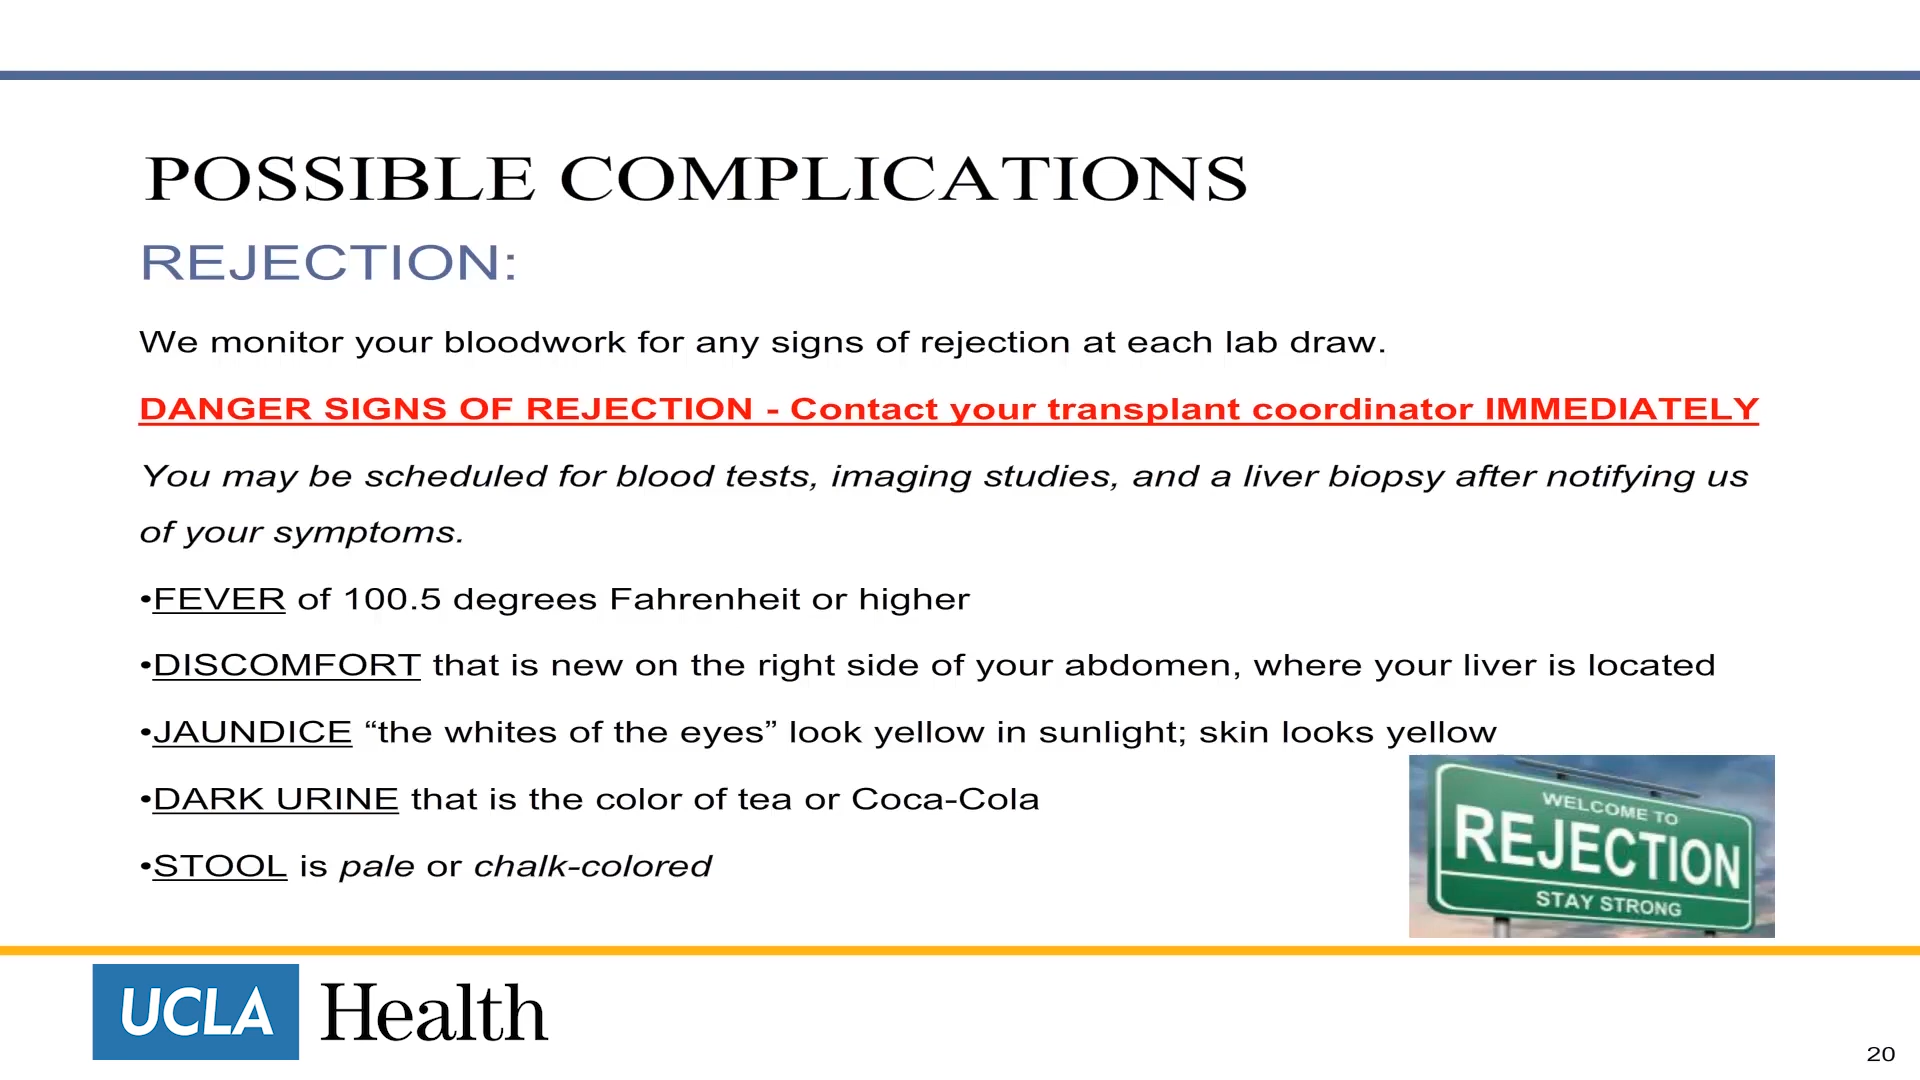 POSSIBLE COMPLICATIONS
REJECTION:
We monitor your bloodwork for any signs of rejection at each lab draw.
DANGER SIGNS OF REJECTION - Contact your transplant coordinator IMMEDIATELY
You may be scheduled for blood tests, imaging studies, and a liver biopsy after notifying us
of your symptoms.
•FEVER of 100.5 degrees Fahrenheit or higher
•DISCOMFORT that is new on the right side of your abdomen, where your liver is located
•JAUNDICE “the whites of the eyes” look yellow in sunlight; skin looks yellow
•DARK URINE that is the color of tea or Coca-Cola
•STOOL is pale or chalk-colored
WELCOME TO
REJECTION
STAY STRONG
UCLA Health
20